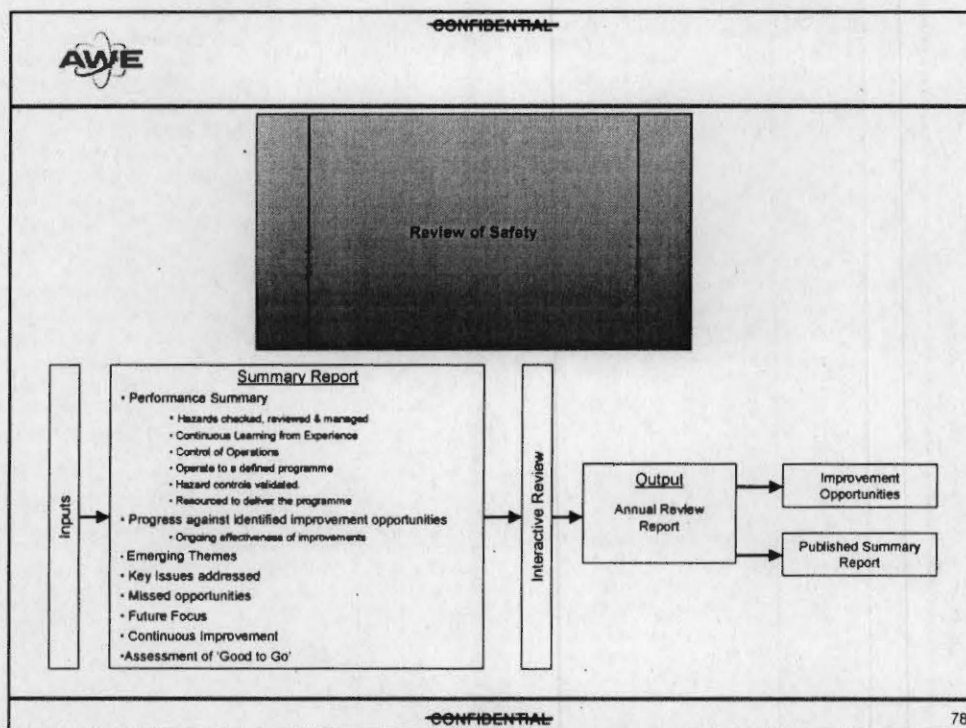 CONFIDENTIAL
AWE
Review of Safety
Inputs
Summary Report
• Performance Summary
• Hazards checked, reviewed & managed
• Continuous Learning from Experience
• Control of Operations
• Operate to a defined programme
• Hazard controls validated.
• Resourced to deliver the programme
• Progress against identified improvement opportunities
• Ongoing effectiveness of improvements
• Emerging Themes
• Key Issues addressed
• Missed opportunities
• Future Focus
• Continuous Improvement
•Assessment of 'Good to Go'
Interactive Review
Output
Annual Review
Report
Improvement
Opportunities
Published Summary
Report
CONFIDENTIAL
78